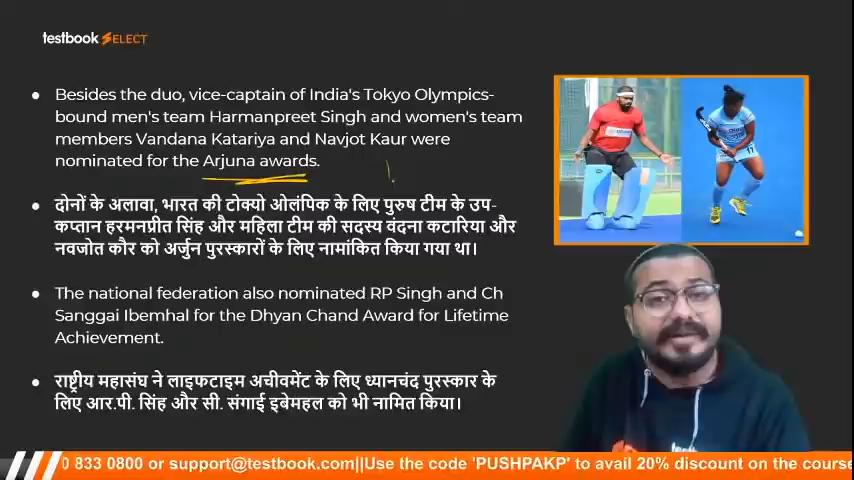 testbook SELECT
Besides the duo, vice-captain of India's Tokyo Olympics-
bound men's team Harmanpreet Singh and women's team
members Vandana Katariya and Navjot Kaur were
nominated for the Arjuna awards.
दोनों के अलावा, भारत की टोक्यो ओलंपिक के लिए पुरुष टीम के उप-
कप्तान हरमनप्रीत सिंह और महिला टीम की सदस्य वंदना कटारिया और
नवजोत कौर को अर्जुन पुरस्कारों के लिए नामांकित किया गया था।
The national federation also nominated RP Singh and Ch
Sanggai Ibemhal for the Dhyan Chand Award for Lifetime
Achievement.
राष्ट्रीय महासंघ ने लाइफटाइम अचीवमेंट के लिए ध्यानचंद पुरस्कार के
लिए आर.पी. सिंह और सी. संगाई इबेमहल को भी नामित किया।
17
0 833 0800 or support@testbook.com||Use the code 'PUSHPAKP' to avail 20% discount on the course